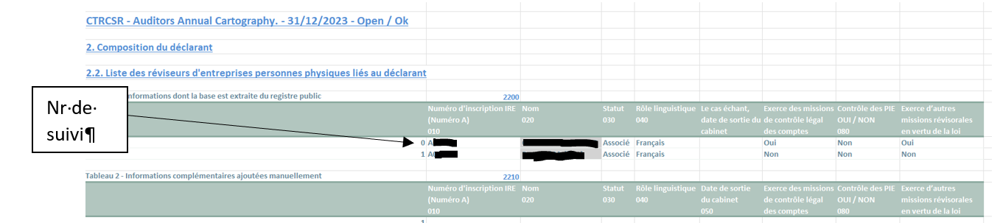 CTRCSR - Auditors Annual Cartography. - 31/12/2023 - Open / Ok
2. Composition du déclarant
2.2. Liste des réviseurs d'entreprises personnes physiques liés au déclarant
Nr·de·
suivi¶
nformations dont la base est extraite du registre public 2200
Numéro d'inscription IRE Nom Statut Rôle linguistique Le cas échant, Exerce des missions Contrôle des PIE Exerce d'autres
(Numéro A) 020 030 040 date de sortie du de contrôle légal OUI / NON missions révisorales
010 cabinet des comptes 080 en vertu de la loi
0 A Associé Français Oui Non Oui
1 A Associé Français Non Non Non
Tableau 2 - Informations complémentaires ajoutées manuellement 2210
Numéro d'inscription IRE Nom Statut Rôle linguistique Date de sortie Exerce des missions Contrôle des PIE Exerce d'autres
(Numéro A) 020 030 040 du cabinet de contrôle légal OUI / NON missions révisorales
010 050 des comptes 080 en vertu de la loi
1